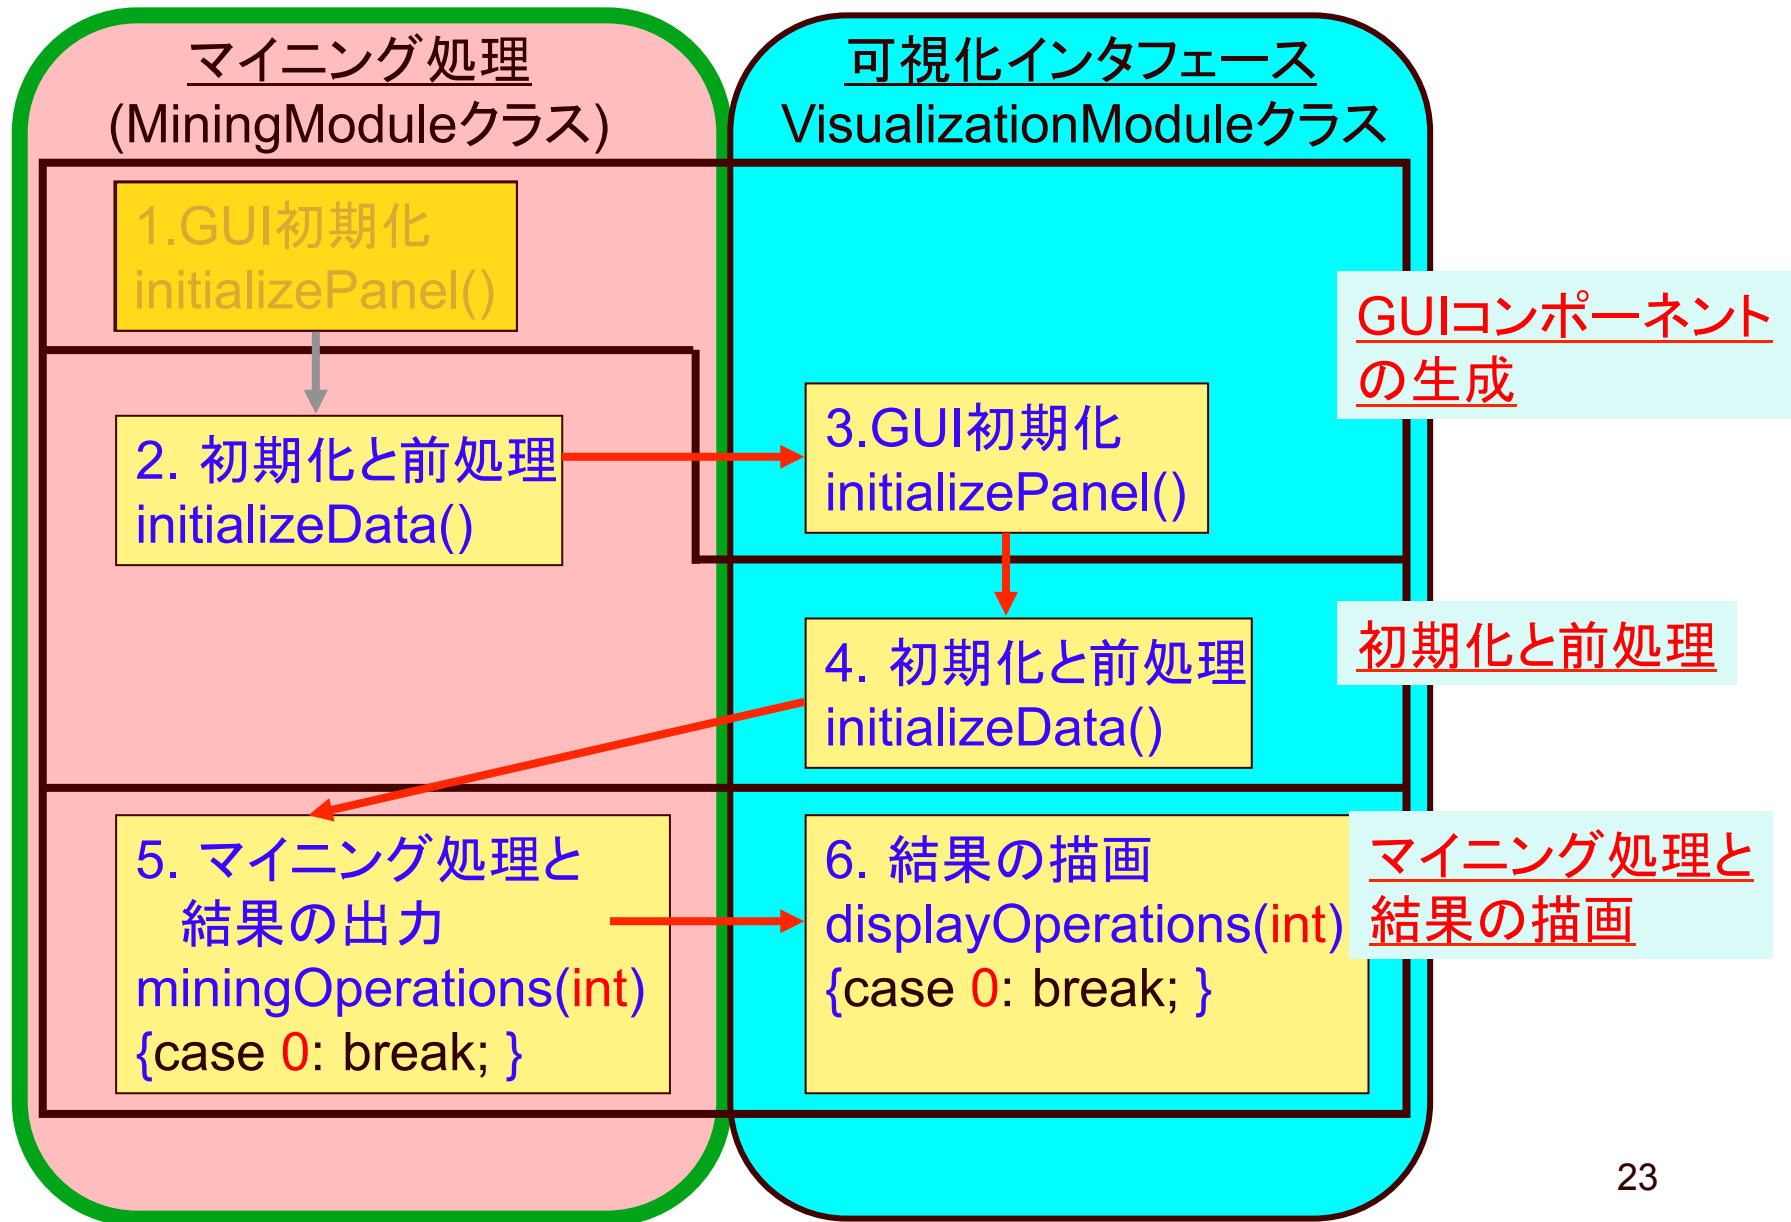 マイニング処理
(MiningModuleクラス)
可視化インタフェース
VisualizationModuleクラス
1.GUI初期化
initializePanel()
GUIコンポーネント
の生成
2. 初期化と前処理
initializeData()
3.GUI初期化
initializePanel()
初期化と前処理
4. 初期化と前処理
initializeData()
5. マイニング処理と
結果の出力
miningOperations(int)
{case 0: break; }
6. 結果の描画
displayOperations(int)
{case 0: break; }
マイニング処理と
結果の描画
23